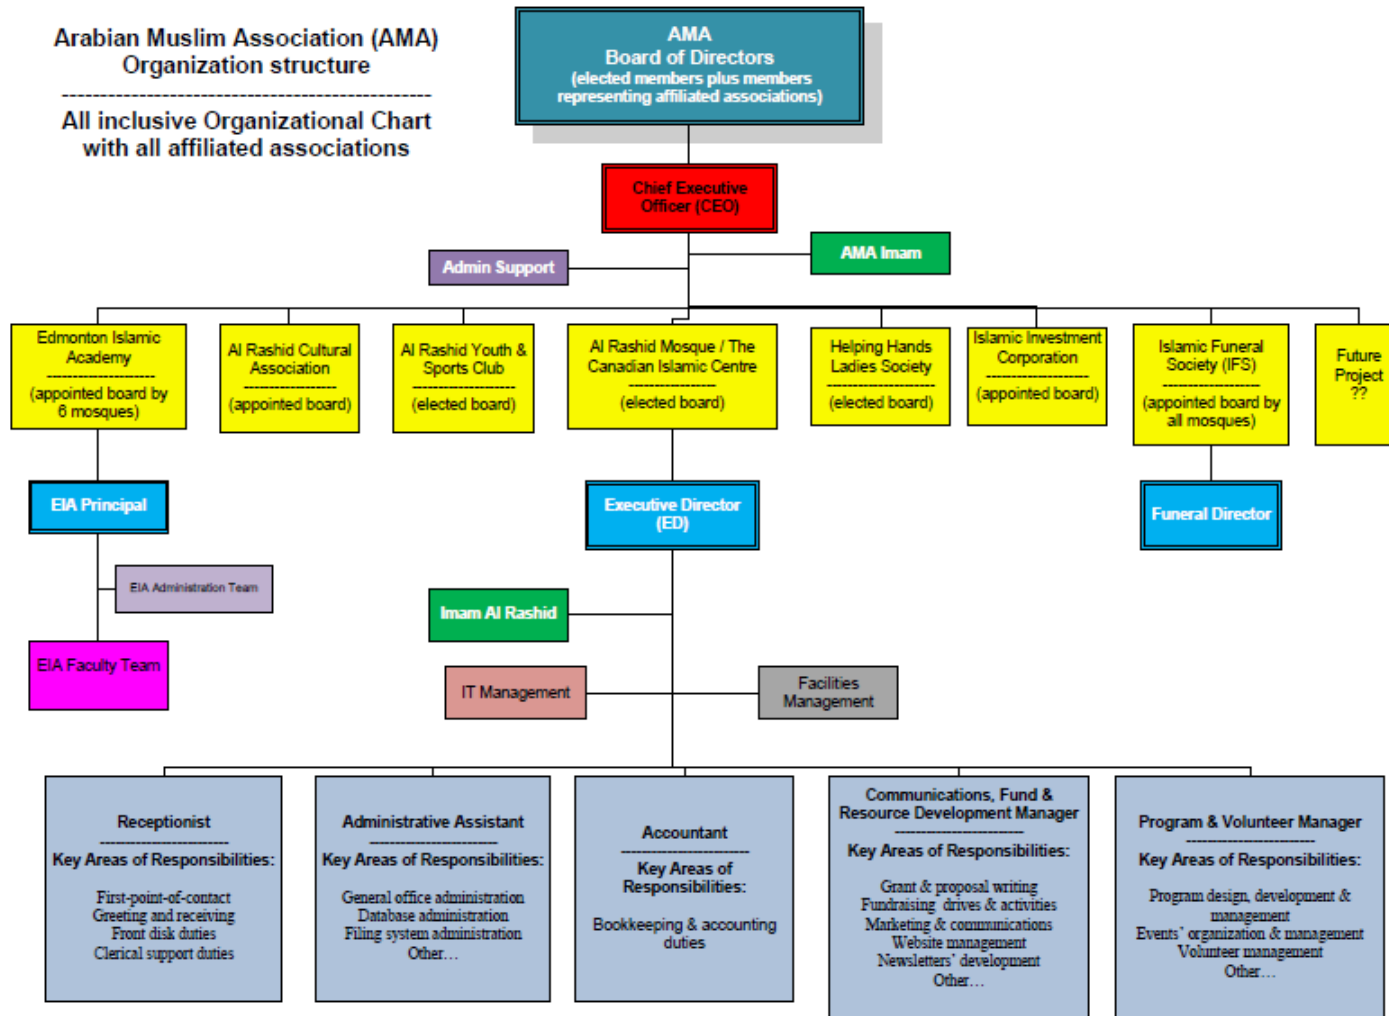 Arabian Muslim Association (AMA)
Organization structure
------------------------------------------------
All inclusive Organizational Chart
with all affiliated associations
AMA
Board of Directors
(elected members plus members
representing affiliated associations)
Chief Executive
Officer (CEO)
Admin Support
AMA Imam
Edmonton Islamic
Academy
---------------------
(appointed board by
6 mosques)
Al Rashid Cultural
Association
------------------
(appointed board)
Al Rashid Youth &
Sports Club
--------------------
(elected board)
Al Rashid Mosque / The
Canadian Islamic Centre
-----------------
(elected board)
Helping Hands
Ladies Society
---------------------
(elected board)
Islamic Investment
Corporation
--------------------
(appointed board)
Islamic Funeral
Society (IFS)
-------------------
(appointed board by
all mosques)
Future
Project
??
EIA Principal
Executive Director
(ED)
Funeral Director
EIA Administration Team
EIA Faculty Team
Imam Al Rashid
IT Management
Facilities
Management
Receptionist
-------------------------
Key Areas of Responsibilities:
First-point-of-contact
Greeting and receiving
Front disk duties
Clerical support duties
Administrative Assistant
-------------------------
Key Areas of Responsibilities:
General office administration
Database administration
Filing system administration
Other…
Accountant
-------------------------
Key Areas of
Responsibilities:
Bookkeeping & accounting
duties
Communications, Fund &
Resource Development Manager
-------------------------
Key Areas of Responsibilities:
Grant & proposal writing
Fundraising drives & activities
Marketing & communications
Website management
Newsletters’ development
Other…
Program & Volunteer Manager
-------------------------
Key Areas of Responsibilities:
Program design, development &
management
Events’ organization & management
Volunteer management
Other…